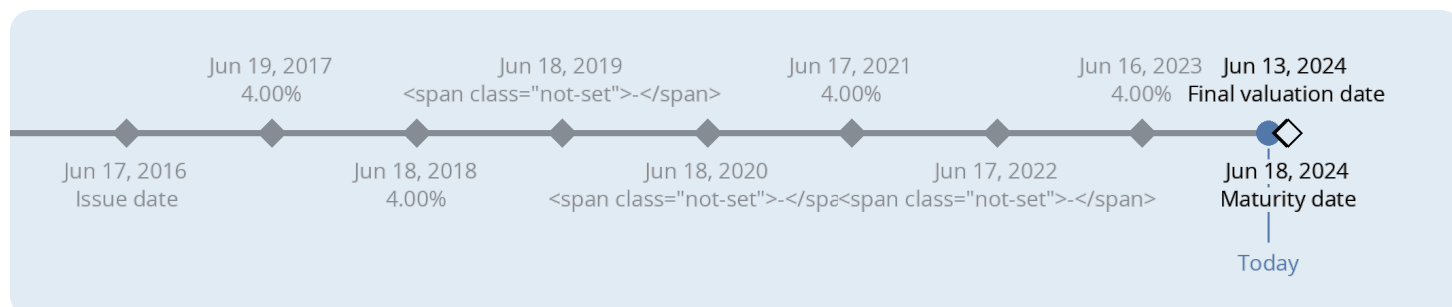 Jun 19, 2017
4.00%
Jun 18, 2019
<span class="not-set">-</span>
Jun 17, 2021
4.00%
Jun 16, 2023
4.00%
Jun 13, 2024
Final valuation date
Jun 17, 2016
Issue date
Jun 18, 2018
4.00%
Jun 18, 2020
<span class="not-set">-</spa
Jun 17, 2022
<span class="not-set">-</span>
Jun 18, 2024
Maturity date
Today